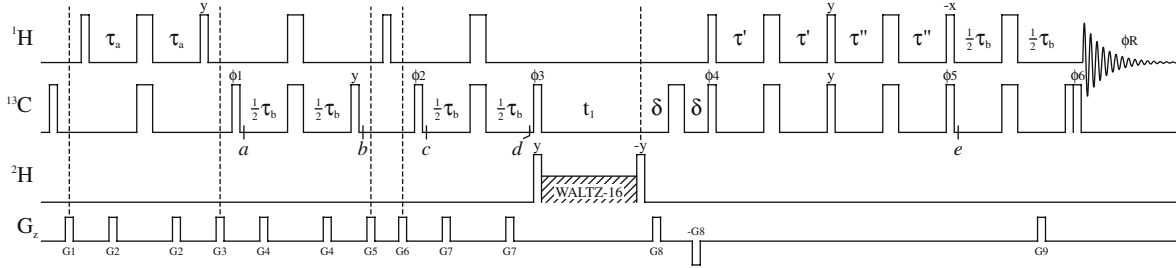 y y -x
¹H τa τa τ' τ' τ" τ" ½τb ½τb ϕR
ϕ1 y ϕ2 ϕ3 ϕ4 y ϕ5 ϕ6
¹³C ½τb ½τb ½τb ½τb t₁ δ δ
a b c d e
y -y
²H WALTZ-16
Gz -G8
G1 G2 G2 G3 G4 G4 G5 G6 G7 G7 G8 G9